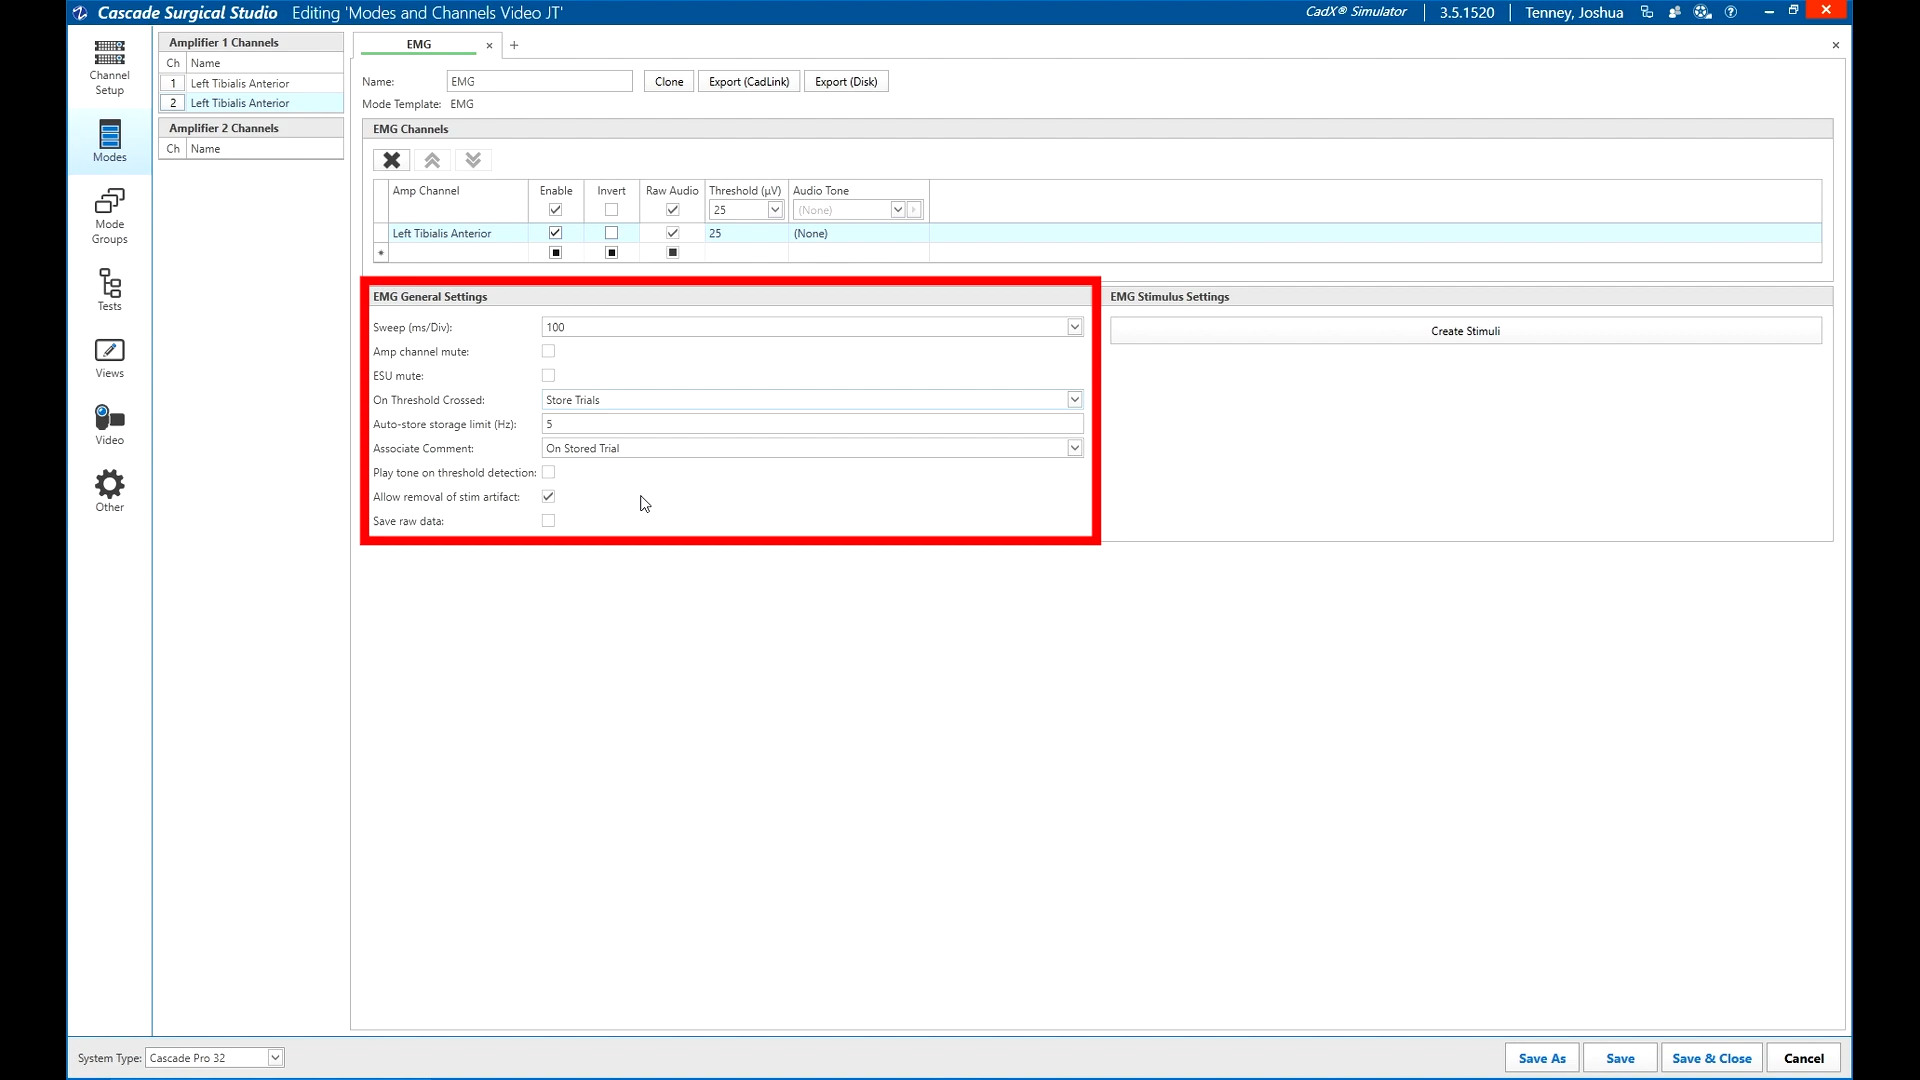 Cascade Surgical Studio Editing 'Modes and Channels Video JT' CadX® Simulator 3.5.1520 Tenney, Joshua
Channel Setup
Modes
Mode Groups
Tests
Views
Video
Other
Amplifier 1 Channels
Ch Name
1 Left Tibialis Anterior
2 Left Tibialis Anterior
Amplifier 2 Channels
Ch Name
EMG
Name: EMG Clone Export (CadLink) Export (Disk)
Mode Template: EMG
EMG Channels
Amp Channel Enable Invert Raw Audio Threshold (µV) Audio Tone
25 (None)
Left Tibialis Anterior 25 (None)
EMG General Settings
Sweep (ms/Div): 100
Amp channel mute:
ESU mute:
On Threshold Crossed: Store Trials
Auto-store storage limit (Hz): 5
Associate Comment: On Stored Trial
Play tone on threshold detection:
Allow removal of stim artifact:
Save raw data:
EMG Stimulus Settings
Create Stimuli
System Type: Cascade Pro 32 Save As Save Save & Close Cancel